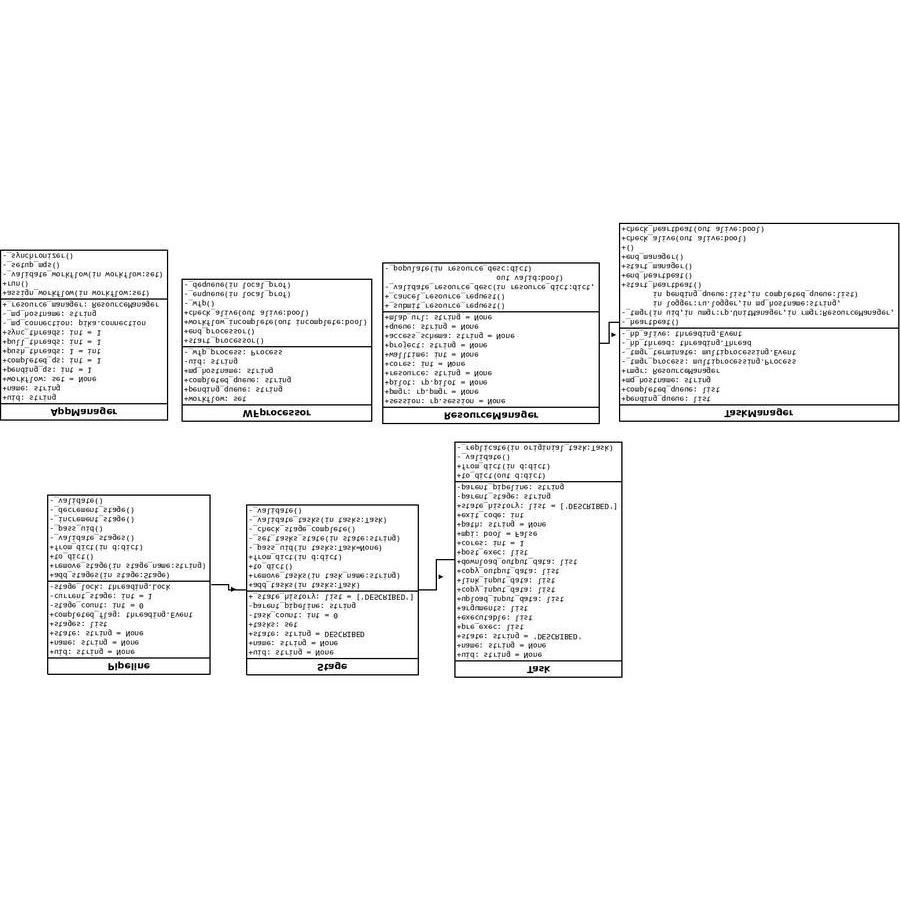 Pipeline
+uid: string = None
+name: string = None
+state: string = None
+stages: List
+completed_flag: threading.Event
-stage_count: int = 0
-current_stage: int = 1
-stage_lock: threading.Lock
+add_stages(in stage:Stage)
+remove_stage(in stage_name:string)
+to_dict()
+from_dict(in d:dict)
-_validate_stages()
-_pass_uid()
-_increment_stage()
-_decrement_stage()
-_validate()
Stage
+uid: string = None
+name: string = None
+state: string = DESCRIBED
+tasks: set
-task_count: int = 0
-parent_pipeline: string
+_state_history: List = ['DESCRIBED']
+add_tasks(in tasks:Task)
+remove_tasks(in task_name:string)
+to_dict()
+from_dict(in d:dict)
-_pass_uid(in tasks:Task=None)
-_set_tasks_state(in state:string)
-_check_stage_complete()
-_validate_tasks(in tasks:Task)
-_validate()
Task
+uid: string = None
+name: string = None
+state: string = 'DESCRIBED'
+pre_exec: List
+executable: List
+arguments: List
+upload_input_data: List
+copy_input_data: List
+link_input_data: List
+copy_output_data: List
+download_output_data: List
+post_exec: List
+cores: int = 1
+mpi: bool = False
+path: string = None
+exit_code: int
+state_history: List = ['DESCRIBED']
-parent_stage: string
-parent_pipeline: string
+to_dict(out d:dict)
+from_dict(in d:dict)
-_validate()
-_replicate(in originial_task:Task)
AppManager
+uid: string
+name: string
+workflow: set = None
+pending_qs: int = 1
+completed_qs: int = 1
+push_threads: 1 = int
+pull_threads: int = 1
+sync_threads: int = 1
-_mq_connection: pika.connection
-_mq_hostname: string
+_resource_manager: ResourceManager
+assign_workflow(in workflow:set)
+run()
-_validate_workflow(in workflow:set)
-_setup_mqs()
-_synchronizer()
WFprocessor
+workflow: set
+pending_queue: string
+completed_queue: string
+mq_hostname: string
-uid: string
-_wfp_process: Process
+start_processor()
+end_processor()
+workflow_incomplete(out incomplete:bool)
+check_alive(out alive:bool)
-_wfp()
-_enqueue(in local_prof)
-_dequeue(in local_prof)
ResourceManager
+session: rp.session = None
+pmgr: rp.pmgr = None
+pilot: rp.pilot = None
+resource: string = None
+cores: int = None
+walltime: int = None
+project: string = None
+access_schema: string = None
+queue: string = None
+mlab_url: string = None
+_submit_resource_request()
+_cancel_resource_request()
-_validate_resource_desc(in resource_dict:dict,
out valid:bool)
-_populate(in resource_desc:dict)
TaskManager
+pending_queue: List
+completed_queue: List
+mq_hostname: string
+rmgr: ResourceManager
-_tmgr_process: multiprocessing.Process
-_tmgr_terminate: multiprocessing.Event
-_hb_thread: threading.Thread
-_hb_alive: threading.Event
-_heartbeat()
-_tmgr(in uid,in umgr:rp.UnitManager,in rmgr:ResourceManager,
in logger:ru.logger,in mq_hostname:string,
in pending_queue:list,in completed_queue:list)
+start_heartbeat()
+end_heartbeat()
+start_manager()
+end_manager()
+()
+check_alive(out alive:bool)
+check_heartbeat(out alive:bool)